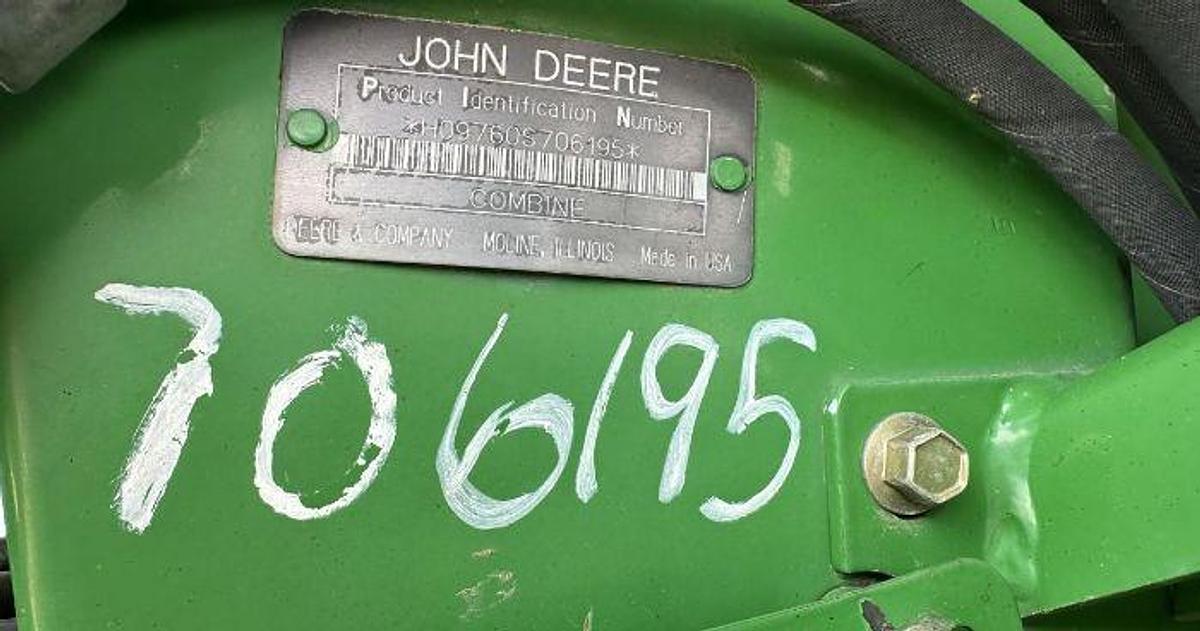 JOHN DEERE
Product Identification Number
*H09760S706195*
COMBINE
DEERE & COMPANY MOLINE, ILLINOIS Made in USA
706195